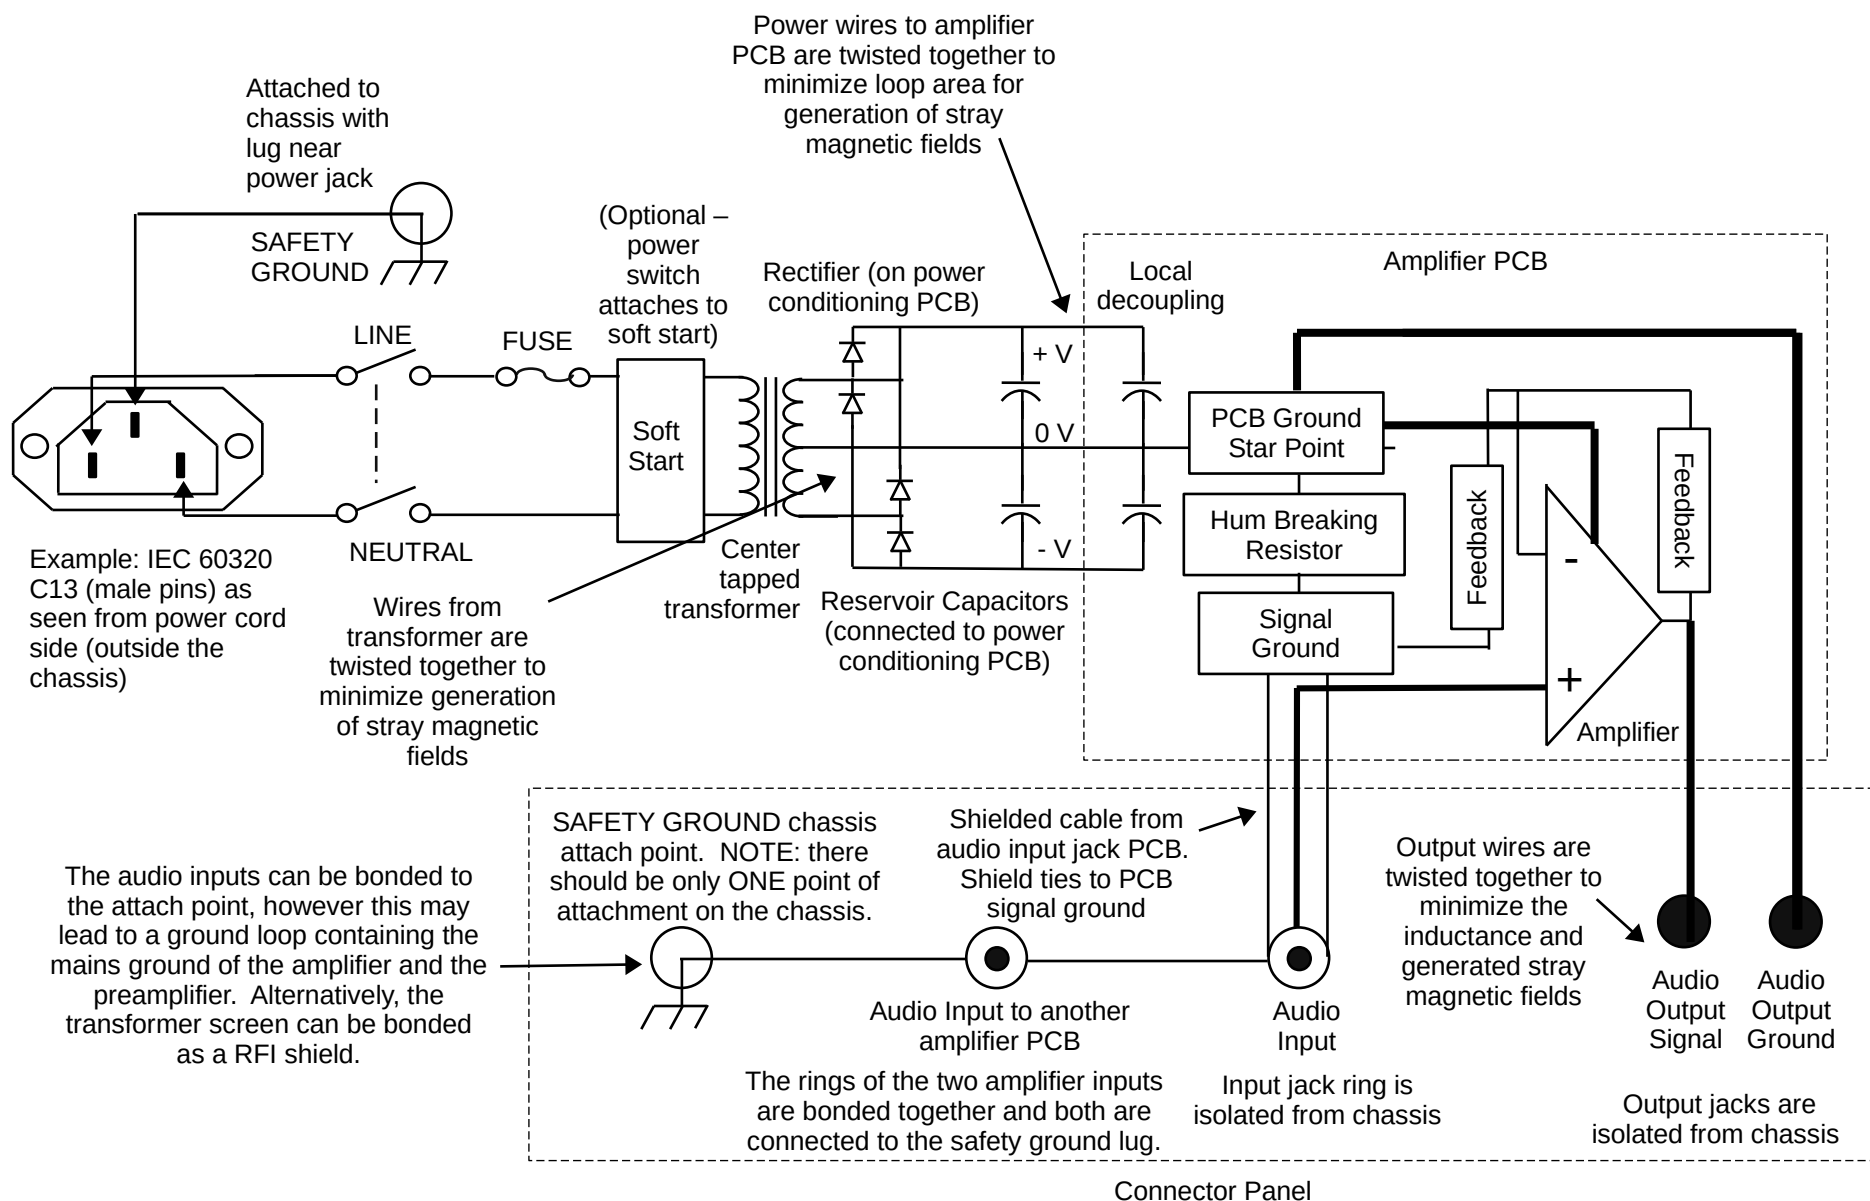 Power wires to amplifier
PCB are twisted together to
minimize loop area for
generation of stray
magnetic fields
Attached to
chassis with
lug near
power jack
SAFETY
GROUND
(Optional –
power
switch
attaches to
soft start)
Rectifier (on power
conditioning PCB)
Local
decoupling
Amplifier PCB
LINE
FUSE
+ V
0 V
- V
Soft
Start
PCB Ground
Star Point
Hum Breaking
Resistor
Signal
Ground
Feedback
Feedback
-
+
Amplifier
NEUTRAL
Center
tapped
transformer
Example: IEC 60320
C13 (male pins) as
seen from power cord
side (outside the
chassis)
Wires from
transformer are
twisted together to
minimize generation
of stray magnetic
fields
Reservoir Capacitors
(connected to power
conditioning PCB)
SAFETY GROUND chassis
attach point.  NOTE: there
should be only ONE point of
attachment on the chassis.
Shielded cable from
audio input jack PCB.
Shield ties to PCB
signal ground
Output wires are
twisted together to
minimize the
inductance and
generated stray
magnetic fields
The audio inputs can be bonded to
the attach point, however this may
lead to a ground loop containing the
mains ground of the amplifier and the
preamplifier.  Alternatively, the
transformer screen can be bonded
as a RFI shield.
Audio Input to another
amplifier PCB
Audio
Input
Audio
Output
Signal
Audio
Output
Ground
The rings of the two amplifier inputs
are bonded together and both are
connected to the safety ground lug.
Input jack ring is
isolated from chassis
Output jacks are
isolated from chassis
Connector Panel